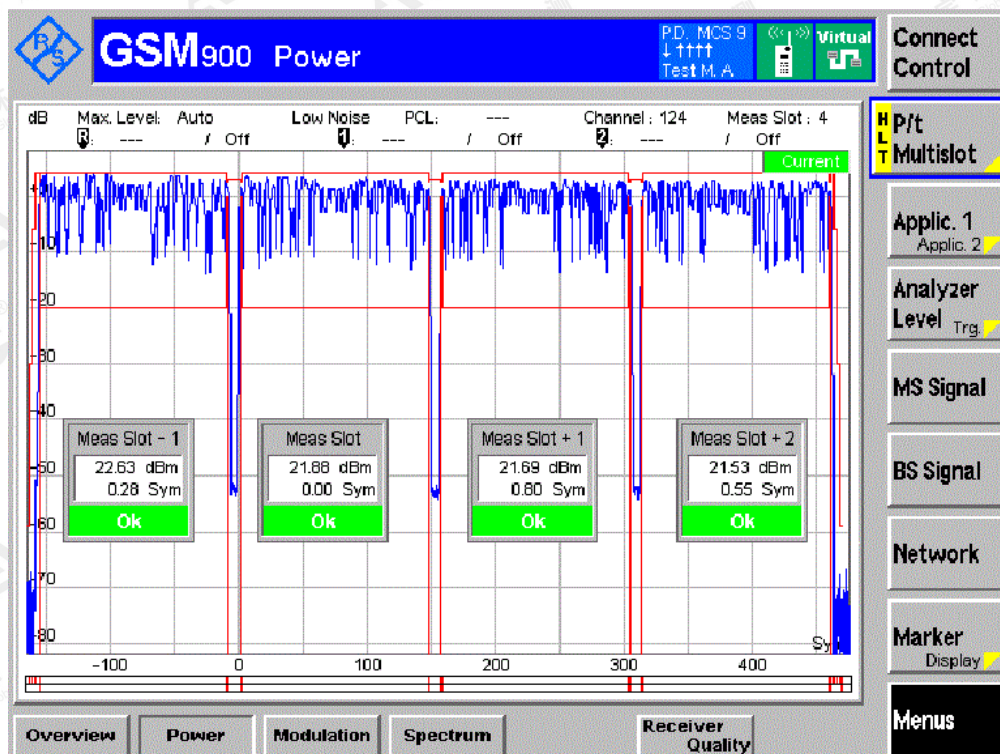 R S
GSM900 Power
P.D. MCS 9
↓ ↑↑↑↑
Test M. A.
Virtual
Connect
Control
dB Max. Level: Auto Low Noise PCL: --- Channel : 124 Meas Slot : 4
R: --- / Off 1: --- / Off 2: --- / Off
Current
H
L
T
P/t
Multislot
-10
-20
-30
-40
-50
-60
-70
-80
Applic. 1
Applic. 2
Analyzer
Level Trg.
MS Signal
BS Signal
Network
Marker
Display
Menus
Meas Slot - 1
22.63 dBm
0.28 Sym
Ok
Meas Slot
21.88 dBm
0.00 Sym
Ok
Meas Slot + 1
21.69 dBm
0.80 Sym
Ok
Meas Slot + 2
21.53 dBm
0.55 Sym
Ok
-100 0 100 200 300 400
Overview Power Modulation Spectrum Receiver
Quality